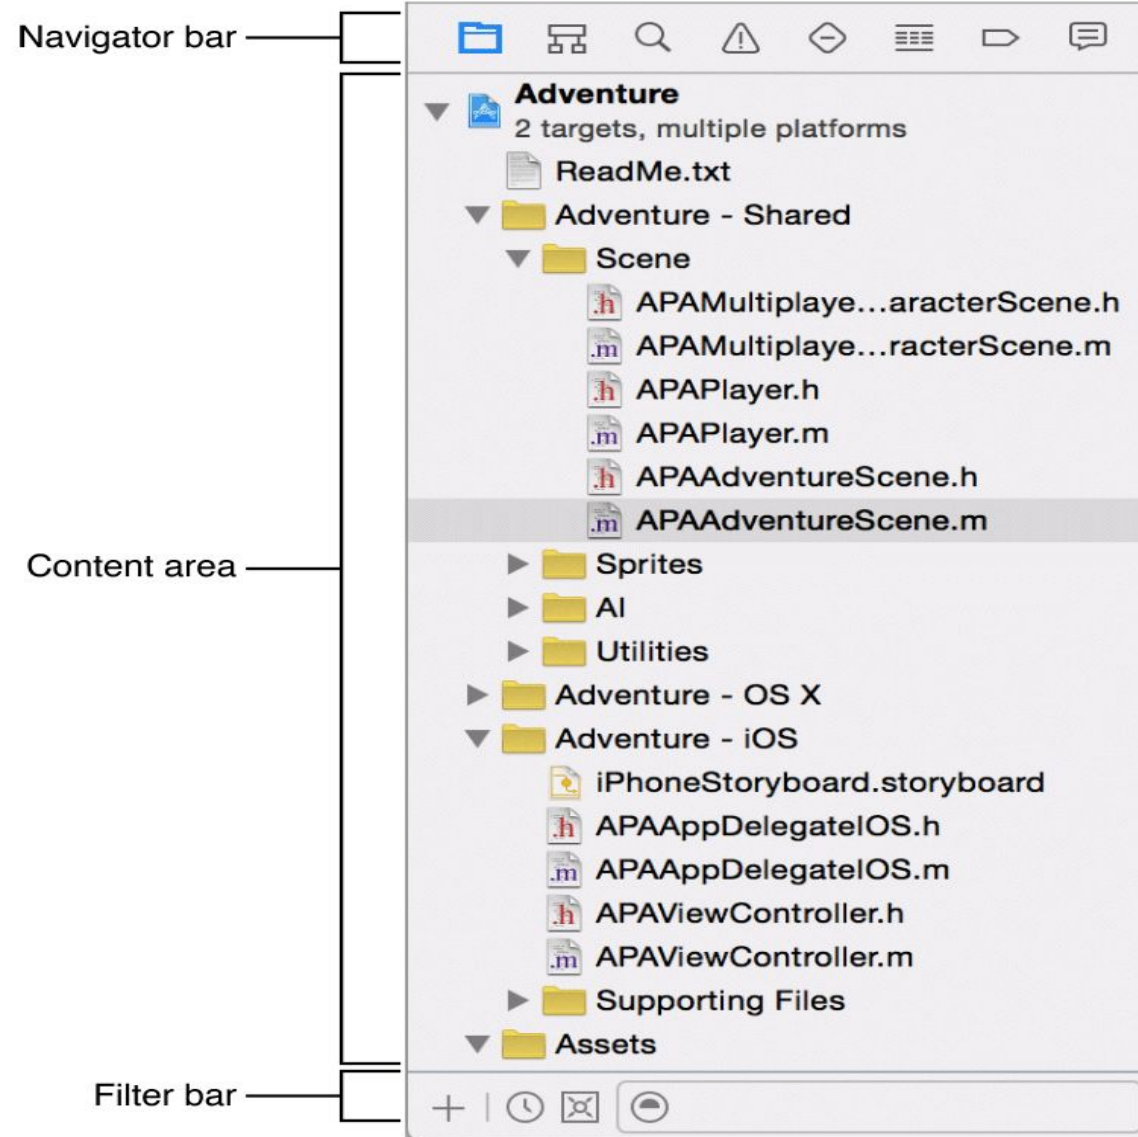 Navigator bar
Adventure
2 targets, multiple platforms
ReadMe.txt
Adventure - Shared
Scene
.h APAMultiplaye...aracterScene.h
.m APAMultiplaye...racterScene.m
.h APAPlayer.h
.m APAPlayer.m
.h APAAdventureScene.h
.m APAAdventureScene.m
Content area
Sprites
AI
Utilities
Adventure - OS X
Adventure - iOS
iPhoneStoryboard.storyboard
.h APAAppDelegateIOS.h
.m APAAppDelegateIOS.m
.h APAViewController.h
.m APAViewController.m
Supporting Files
Assets
Filter bar